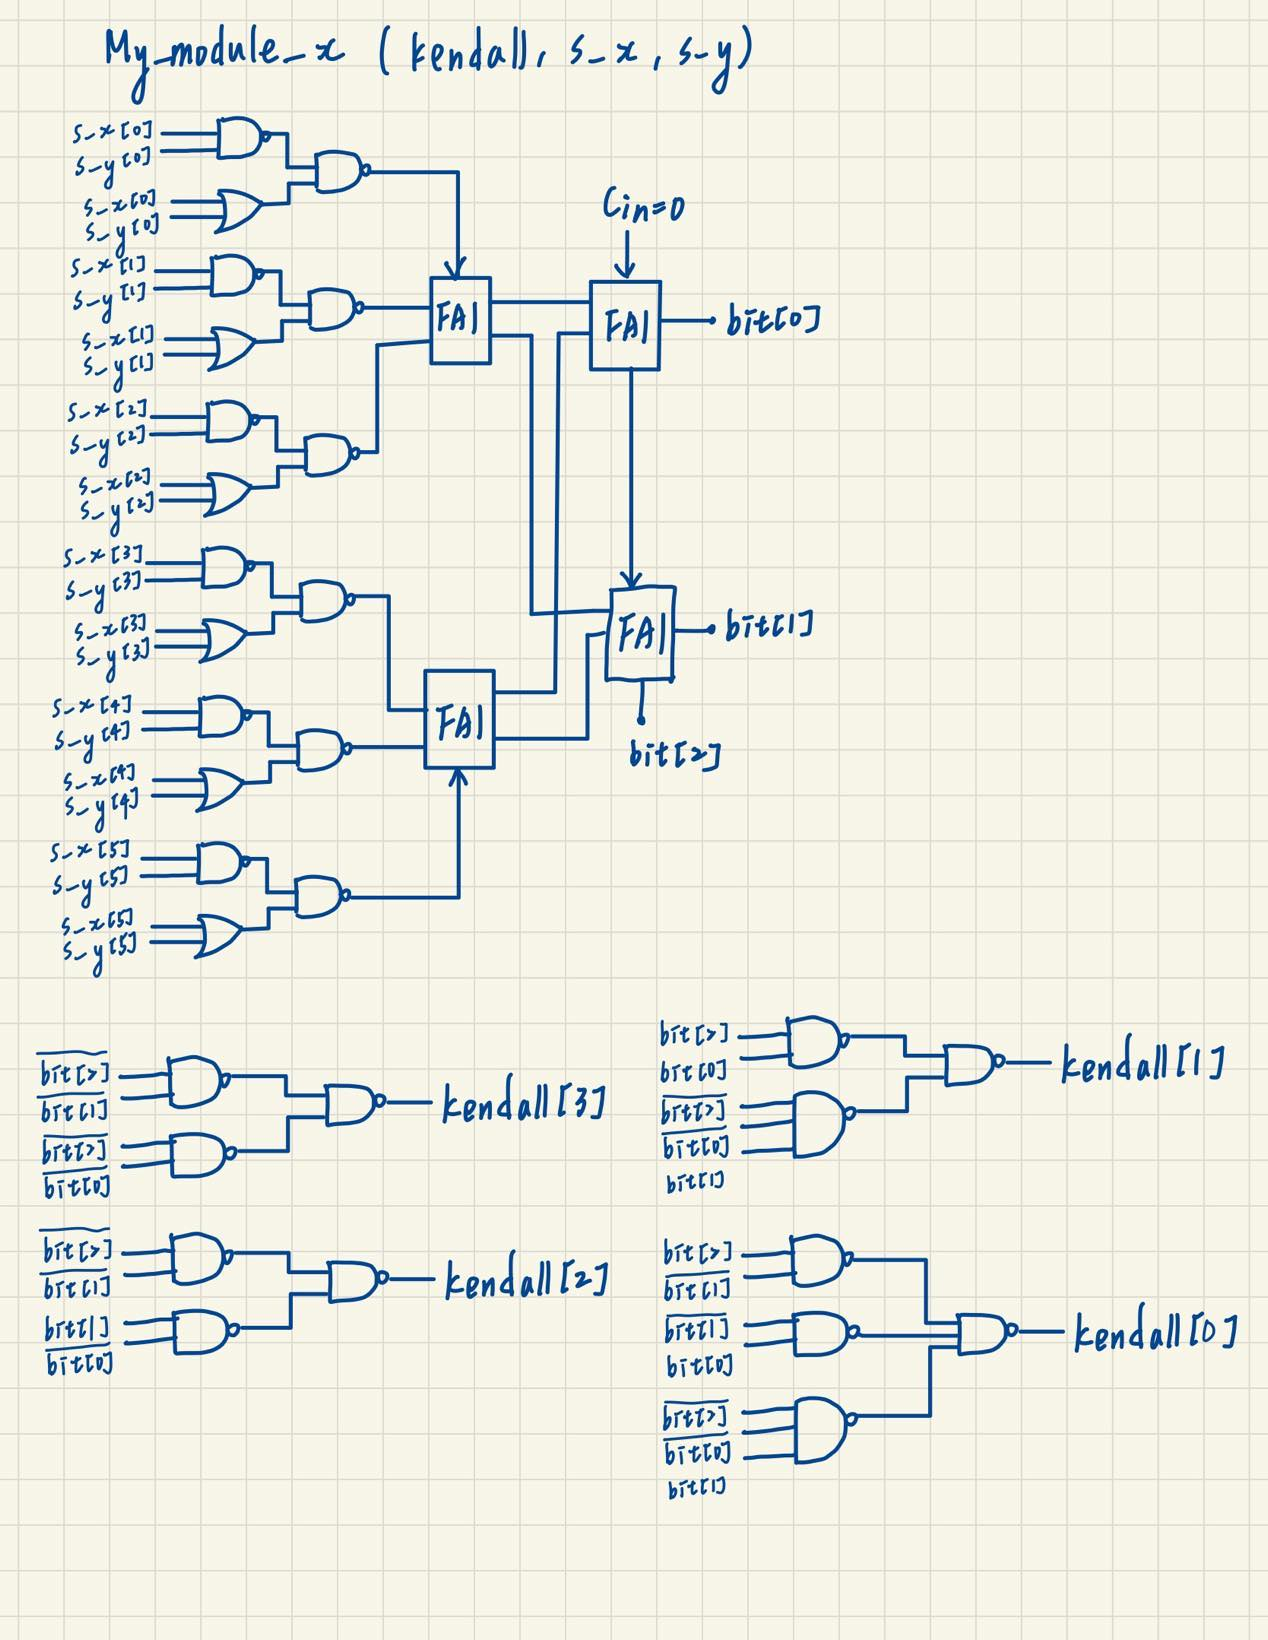 My_module_x (kendall, s_x, s_y)
s_x[0]
s_y[0]
s_x[0]
s_y[0]
s_x[1]
s_y[1]
s_x[1]
s_y[1]
s_x[2]
s_y[2]
s_x[2]
s_y[2]
s_x[3]
s_y[3]
s_x[3]
s_y[3]
s_x[4]
s_y[4]
s_x[4]
s_y[4]
s_x[5]
s_y[5]
s_x[5]
s_y[5]
FA1
Cin=0
FA1
bit[0]
FA1
bit[1]
bit[2]
FA1
bit[2]
bit[1]
bit[2]
bit[0]
kendall[3]
bit[2]
bit[1]
bit[1]
bit[0]
kendall[2]
bit[2]
bit[0]
bit[2]
bit[0]
bit[1]
kendall[1]
bit[2]
bit[1]
bit[1]
bit[0]
bit[2]
bit[0]
bit[1]
kendall[0]